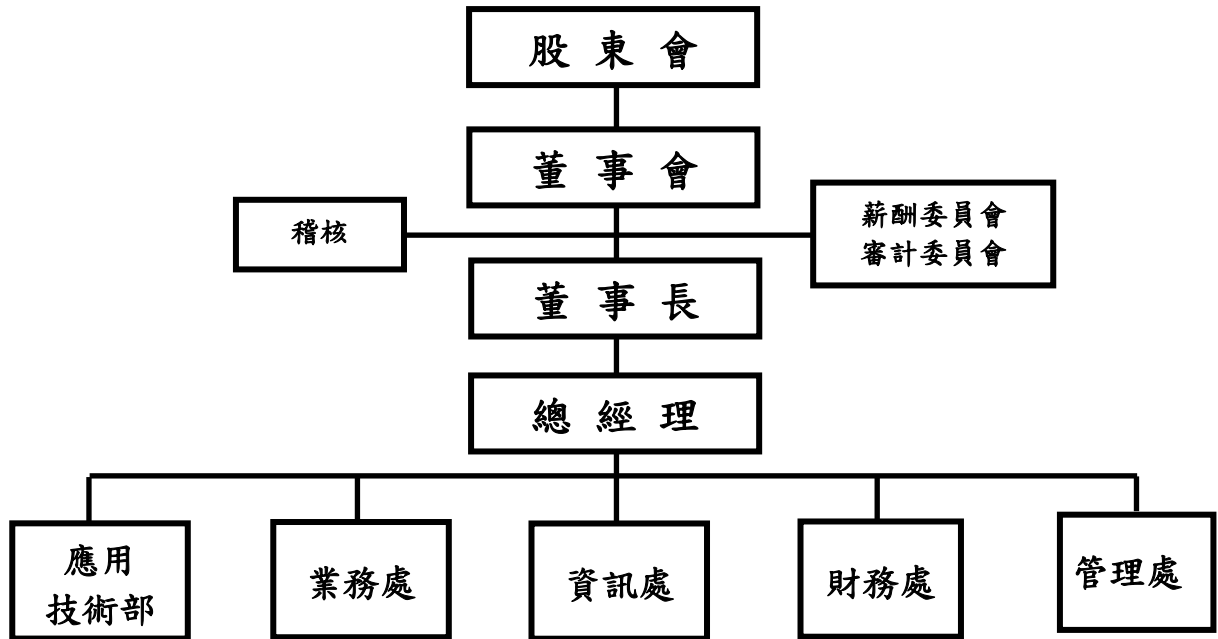 股東會
董事會
稽核
薪酬委員會
審計委員會
董事長
總經理
應用
技術部
業務處
資訊處
財務處
管理處